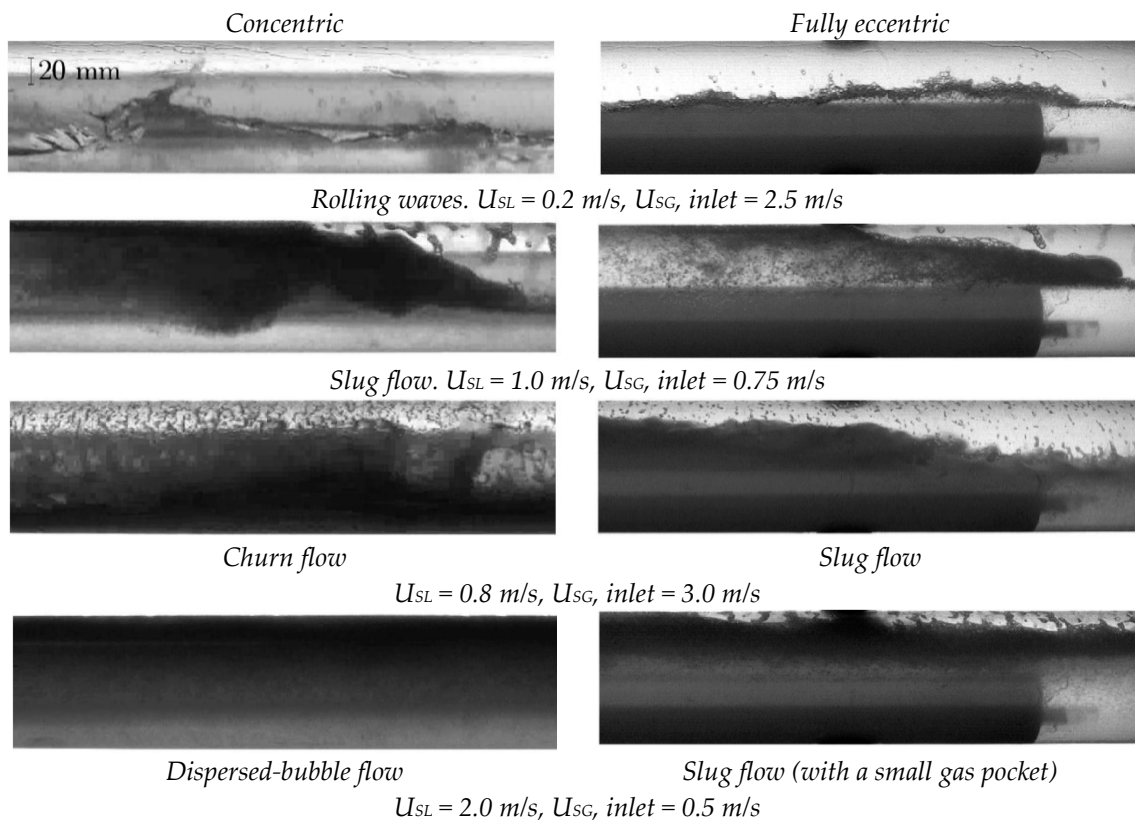 Concentric
Fully eccentric
20 mm
Rolling waves. USL = 0.2 m/s, USG, inlet = 2.5 m/s
Slug flow. USL = 1.0 m/s, USG, inlet = 0.75 m/s
Churn flow
Slug flow
USL = 0.8 m/s, USG, inlet = 3.0 m/s
Dispersed-bubble flow
Slug flow (with a small gas pocket)
USL = 2.0 m/s, USG, inlet = 0.5 m/s